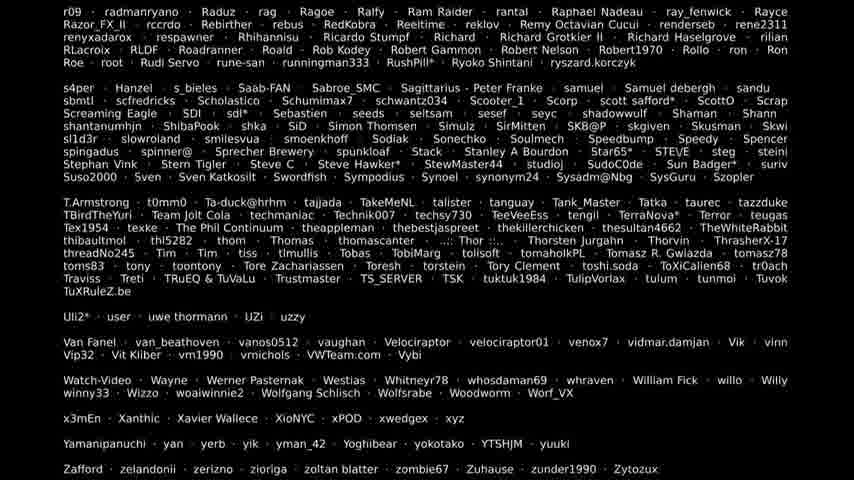 r09 · radmanryano · Raduz · rag · Ragoe · Ralfy · Ram Raider · rantal · Raphael Nadeau · ray_fenwick · Rayce
Razor_FX_II · rccrdo · Rebirther · rebus · RedKobra · Reeltime · reklov · Remy Octavian Cucui · renderseb · rene2311
renyxadarox · respawner · Rhihannisu · Ricardo Stumpf · Richard · Richard Grotkier II · Richard Haselgrove · rilian
RLacroix · RLDF · Roadranner · Roald · Rob Kodey · Robert Gammon · Robert Nelson · Robert1970 · Rollo · ron · Ron
Roe · root · Rudi Servo · rune-san · runningman333 · RushPill* · Ryoko Shintani · ryszard.korczyk
s4per · Hanzel · s_bieles · Saab-FAN · Sabroe_SMC · Sagittarius - Peter Franke · samuel · Samuel debergh · sandu
sbmtl · scfredricks · Scholastico · Schumimax7 · schwantz034 · Scooter_1 · Scorp · scott safford* · ScottO · Scrap
Screaming Eagle · SDI · sdl* · Sebastien · seeds · seitsam · sesef · seyc · shadowwulf · Shaman · Shann
shantanumhjn · ShibaPook · shka · SiD · Simon Thomsen · Simulz · SirMitten · SKB@P · skgiven · Skusman · Skwi
sl1d3r · slowroland · smilesvua · smoenkhoff · Sodiak · Sonechko · Soulmech · Speedbump · Speedy · Spencer
spingadus · spinner@ · Sprecher Brewery · spunkloaf · Stack · Stanley A Bourdon · Star65* · STE\/E · steg · steini
Stephan Vink · Stern Tigler · Steve C · Steve Hawker* · StewMaster44 · studioj · SudoC0de · Sun Badger* · suriv
Suso2000 · Sven · Sven Katkosilt · Swordfish · Sympodius · Synoel · synonym24 · Sysadm@Nbg · SysGuru · Szopler
T.Armstrong · t0mm0 · Ta-duck@hrhm · tajjada · TakeMeNL · talister · tanguay · Tank_Master · Tatka · taurec · tazzduke
TBirdTheYuri · Team Jolt Cola · techmaniac · Technik007 · techsy730 · TeeVeeEss · tengil · TerraNova* · Terror · teugas
Tex1954 · texke · The Phil Continuum · theappleman · thebestjaspreet · thekillerchicken · thesultan4662 · TheWhiteRabbit
thibaultmol · thl5282 · thom · Thomas · thomascanter · ..:: Thor ::.. · Thorsten Jurgahn · Thorvin · ThrasherX-17
threadNo245 · Tim · Tim · tiss · tlmullis · Tobas · TobiMarg · tolisoft · tomaholkPL · Tomasz R. Gwiazda · tomasz78
toms83 · tony · toontony · Tore Zachariassen · Toresh · torstein · Tory Clement · toshi.soda · ToXiCalien68 · tr0ach
Traviss · Treti · TRuEQ & TuVaLu · Trustmaster · TS_SERVER · TSK · tuktuk1984 · TulipVorlax · tulum · tunmoi · Tuvok
TuXRuleZ.be
Uli2* · user · uwe thormann · UZi · uzzy
Van Fanel · van_beathoven · vanos0512 · vaughan · Velociraptor · velociraptor01 · venox7 · vidmar.damjan · Vik · vinn
Vip32 · Vit Kliber · vm1990 · vrnichols · VWTeam.com · Vybi
Watch-Video · Wayne · Werner Pasternak · Westias · Whitneyr78 · whosdaman69 · whraven · William Fick · willo · Willy
winny33 · Wizzo · woaiwinnie2 · Wolfgang Schlisch · Wolfsrabe · Woodworm · Worf_VX
x3mEn · Xanthic · Xavier Wallece · XioNYC · xPOD · xwedgex · xyz
Yamanipanuchi · yan · yerb · yik · yman_42 · Yoghibear · yokotako · YTSHJM · yuuki
Zafford · zelandonii · zerizno · zioriga · zoltan blatter · zombie67 · Zuhause · zunder1990 · Zytozux